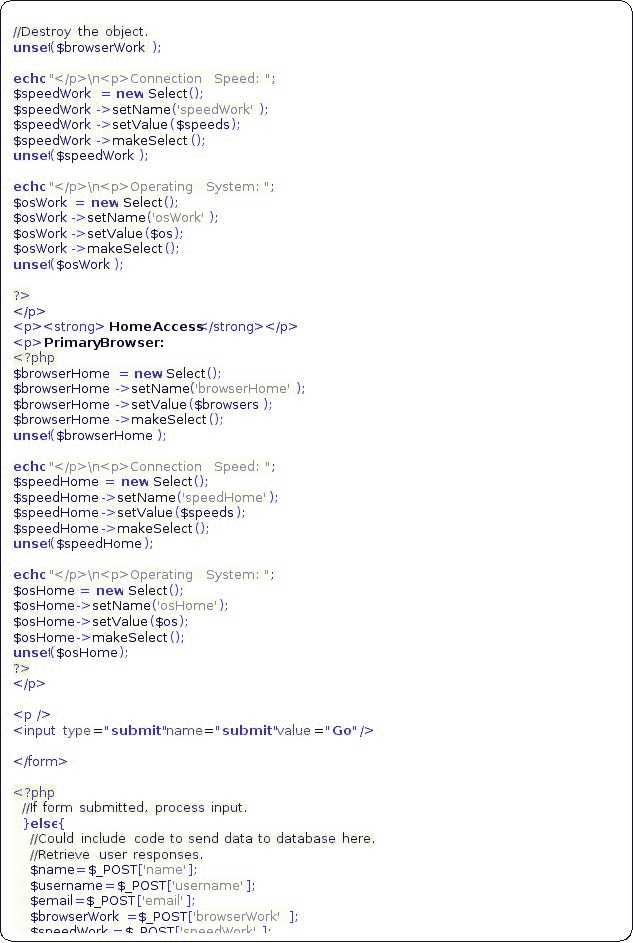 //Destroy the object.
unset($browserWork );
echo "</p>\n<p>Connection Speed: ";
$speedWork = new Select();
$speedWork ->setName('speedWork' );
$speedWork ->setValue($speeds);
$speedWork ->makeSelect();
unset($speedWork );
echo "</p>\n<p>Operating System: ";
$osWork = new Select();
$osWork ->setName('osWork' );
$osWork ->setValue($os);
$osWork ->makeSelect();
unset($osWork );
?>
</p>
<p><strong> HomeAccess</strong></p>
<p> PrimaryBrowser:
<?php
$browserHome = new Select();
$browserHome ->setName('browserHome' );
$browserHome ->setValue($browsers );
$browserHome ->makeSelect();
unset($browserHome );
echo "</p>\n<p>Connection Speed: ";
$speedHome = new Select();
$speedHome->setName('speedHome');
$speedHome->setValue($speeds);
$speedHome->makeSelect();
unset($speedHome);
echo "</p>\n<p>Operating System: ";
$osHome = new Select();
$osHome->setName('osHome');
$osHome->setValue($os);
$osHome->makeSelect();
unset($osHome);
?>
</p>
<p />
<input type="submit"name="submit"value="Go"/>
</form>
<?php
//If form submitted, process input.
}else{
//Could include code to send data to database here.
//Retrieve user responses.
$name=$_POST['name'];
$username=$_POST['username'];
$email=$_POST['email'];
$browserWork =$_POST['browserWork' ];
$speedWork =$_POST['speedWork' ];